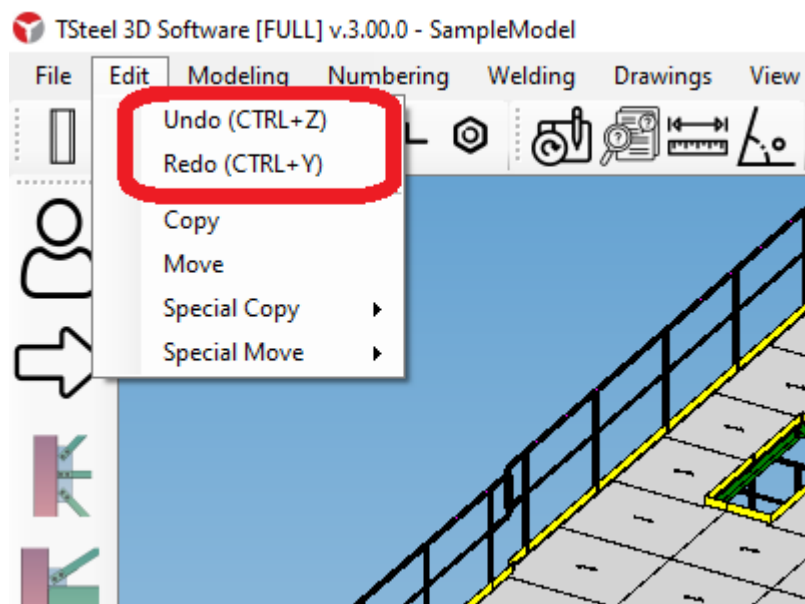 TSteel 3D Software [FULL] v.3.00.0 - SampleModel
File Edit Modeling Numbering Welding Drawings View
Undo (CTRL+Z)
Redo (CTRL+Y)
Copy
Move
Special Copy
Special Move